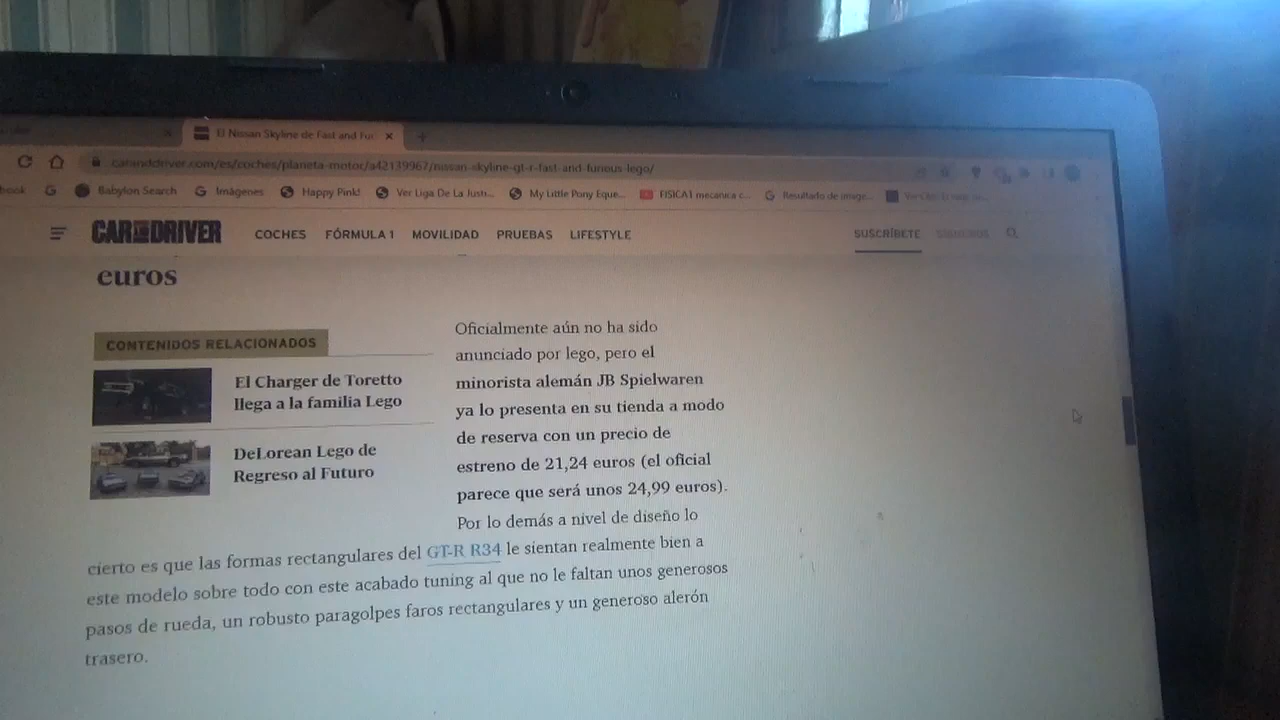 El Nissan Skyline de Fast and Fur
caranddriver.com/es/coches/planeta-motor/a42139967/nissan-skyline-gt-r-fast-and-furious-lego/
book
Babylon Search
Imágenes
Happy Pink!
Ver Liga De La Justi...
My Little Pony Eque...
FISICA1 mecanica c...
Resultado de image...
CAR AND DRIVER
COCHES
FÓRMULA 1
MOVILIDAD
PRUEBAS
LIFESTYLE
SUSCRÍBETE
euros
CONTENIDOS RELACIONADOS
El Charger de Toretto
llega a la familia Lego
DeLorean Lego de
Regreso al Futuro
Oficialmente aún no ha sido
anunciado por lego, pero el
minorista alemán JB Spielwaren
ya lo presenta en su tienda a modo
de reserva con un precio de
estreno de 21,24 euros (el oficial
parece que será unos 24,99 euros).
Por lo demás a nivel de diseño lo
cierto es que las formas rectangulares del GT-R R34 le sientan realmente bien a
este modelo sobre todo con este acabado tuning al que no le faltan unos generosos
pasos de rueda, un robusto paragolpes faros rectangulares y un generoso alerón
trasero.